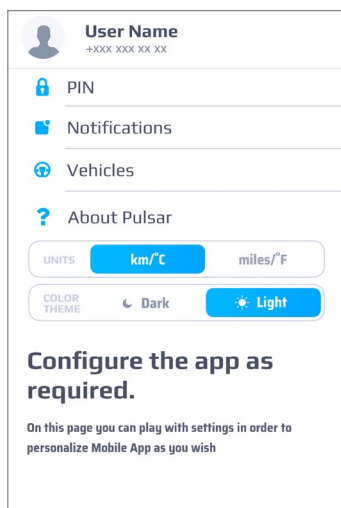 User Name
+xxx xxx xx xx
PIN
Notifications
Vehicles
? About Pulsar
UNITS km/°C miles/°F
COLOR
THEME Dark Light
Configure the app as
required.
On this page you can play with settings in order to
personalize Mobile App as you wish